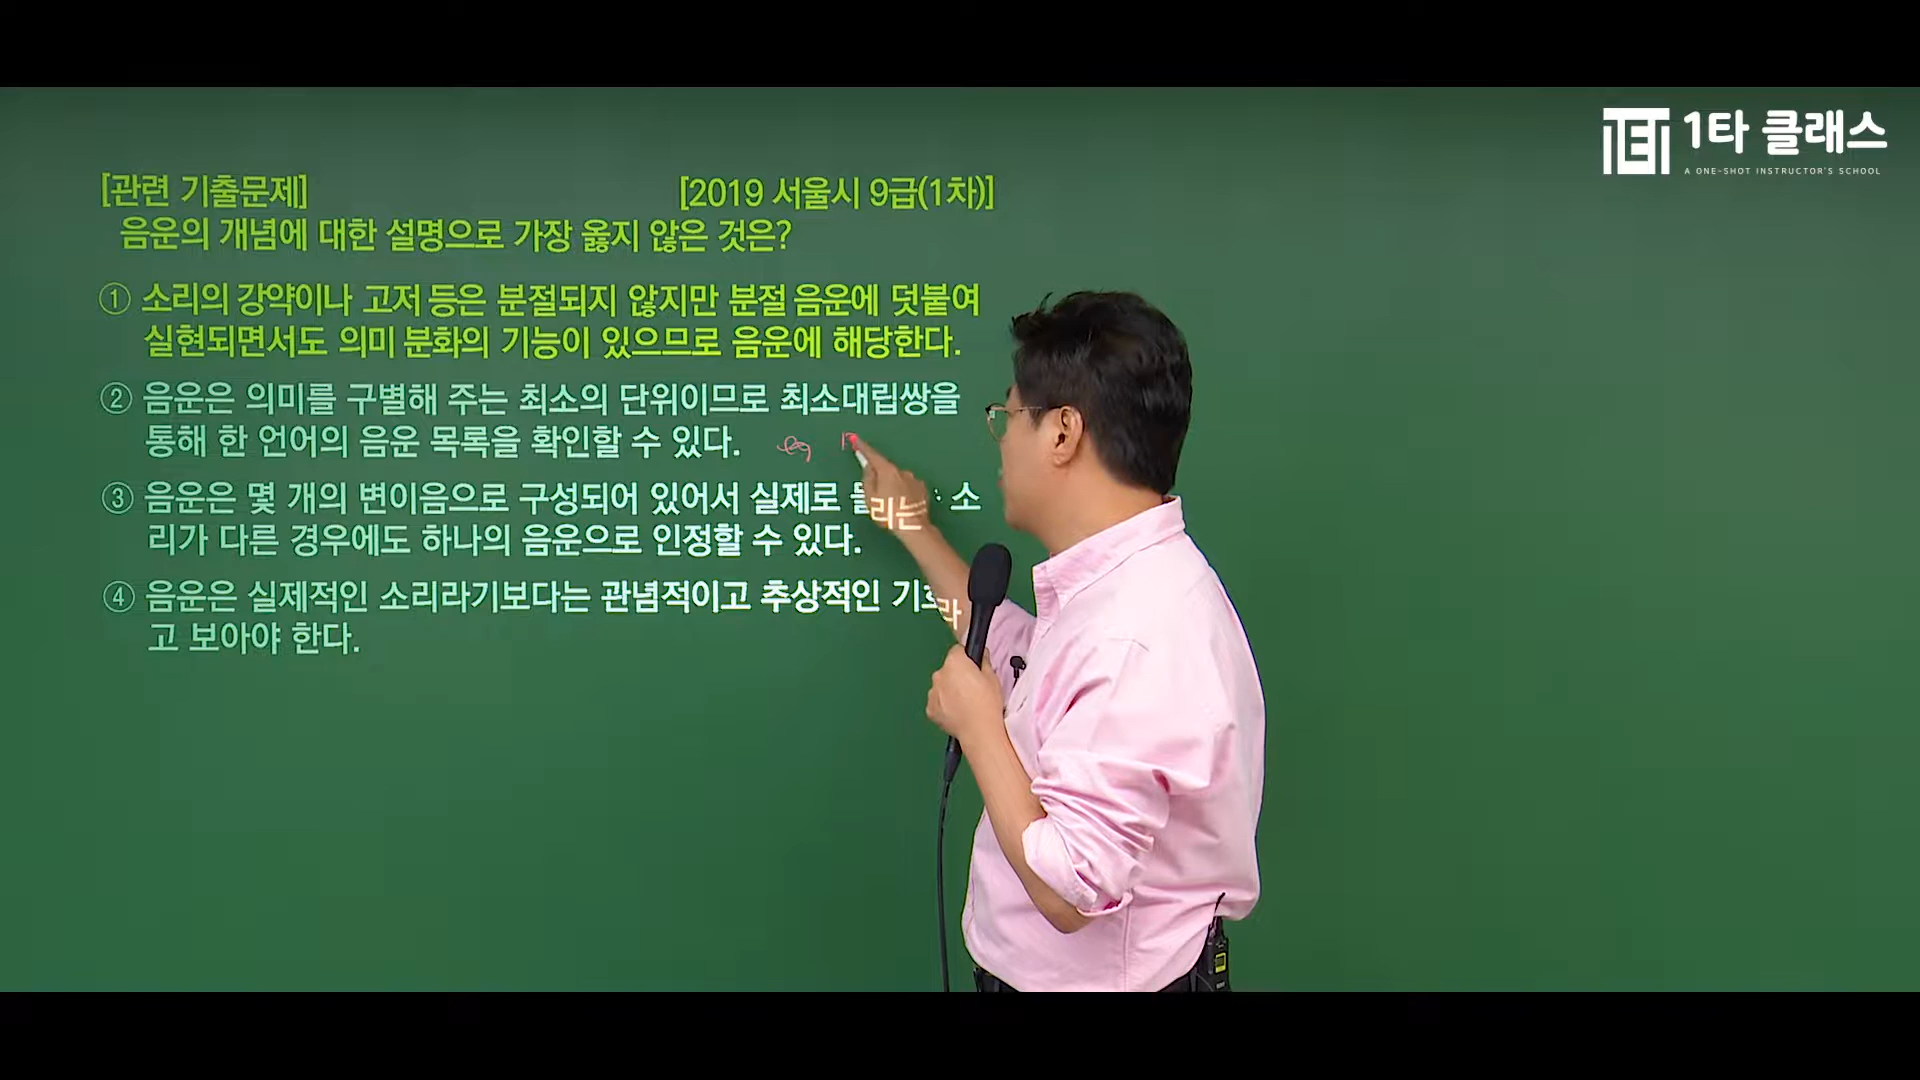 1타 클래스
A ONE-SHOT INSTRUCTOR'S SCHOOL
[관련 기출문제] [2019 서울시 9급(1차)]
음운의 개념에 대한 설명으로 가장 옳지 않은 것은?
① 소리의 강약이나 고저 등은 분절되지 않지만 분절 음운에 덧붙여
실현되면서도 의미 분화의 기능이 있으므로 음운에 해당한다.
② 음운은 의미를 구별해 주는 최소의 단위이므로 최소대립쌍을
통해 한 언어의 음운 목록을 확인할 수 있다.
③ 음운은 몇 개의 변이음으로 구성되어 있어서 실제로 들리는 소
리가 다른 경우에도 하나의 음운으로 인정할 수 있다.
④ 음운은 실제적인 소리라기보다는 관념적이고 추상적인 기호라
고 보아야 한다.